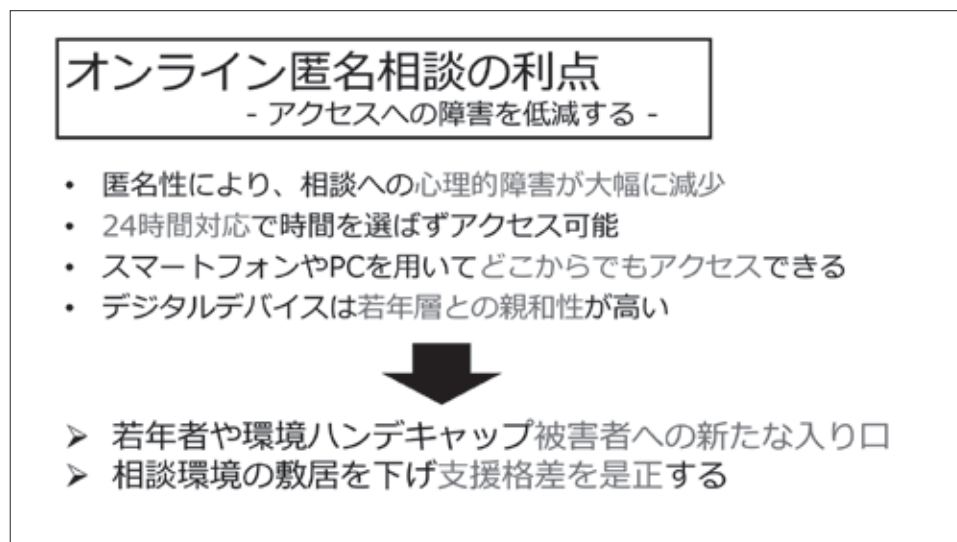 オンライン匿名相談の利点
- アクセスへの障害を低減する -
• 匿名性により、相談への心理的障害が大幅に減少
• 24時間対応で時間を選ばずアクセス可能
• スマートフォンやPCを用いてどこからでもアクセスできる
• デジタルデバイスは若年層との親和性が高い
➢ 若年者や環境ハンデキャップ被害者への新たな入り口
➢ 相談環境の敷居を下げ支援格差を是正する